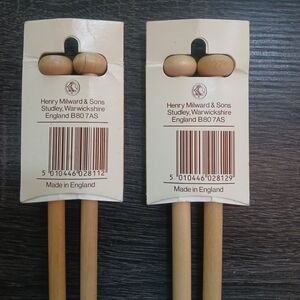 Henry Milward & Sons
Studley, Warwickshire
England B80 7AS
5 010446 028112
Made in England
Henry Milward & Sons
Studley, Warwickshire
England B80 7AS
5 010446 028129
Made in England